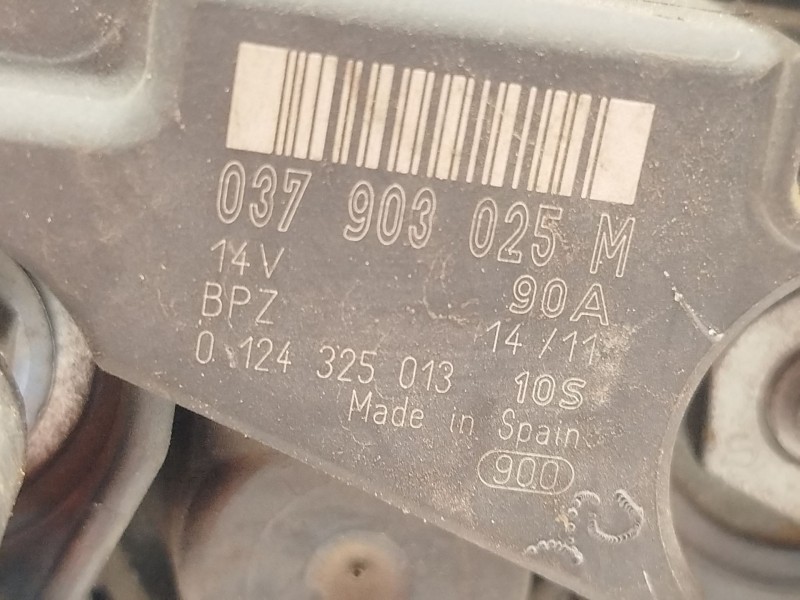 037 903 025 M
14V 90A
BPZ 14/11
0 124 325 013 10S
Made in Spain
900